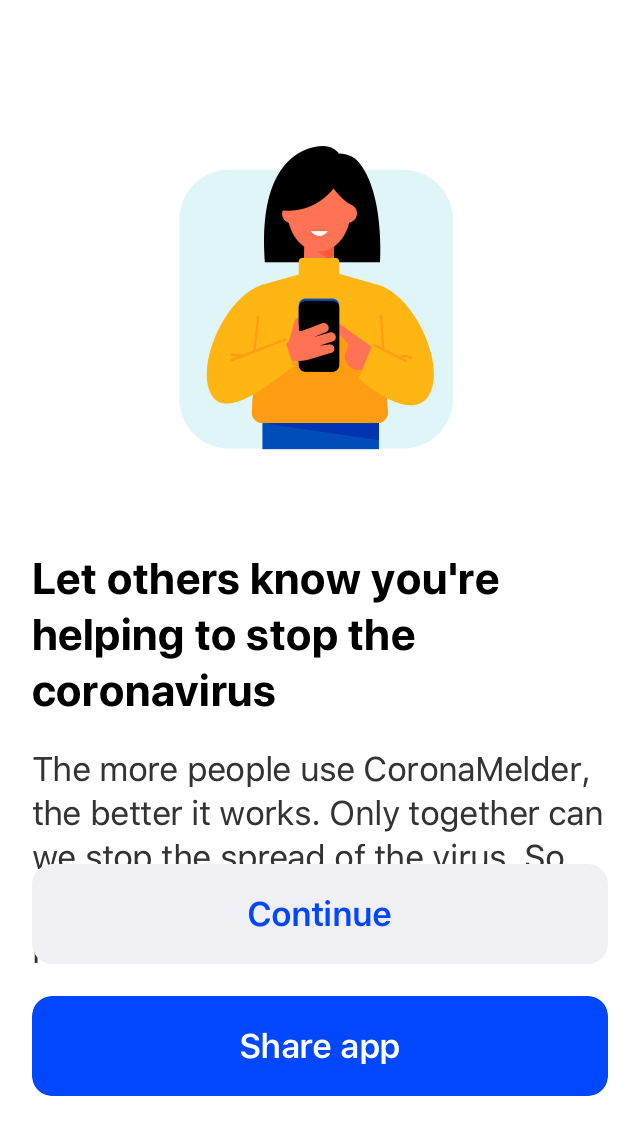 Let others know you're
helping to stop the
coronavirus
The more people use CoronaMelder,
the better it works. Only together can
we stop the spread of the virus. So
Continue
Share app